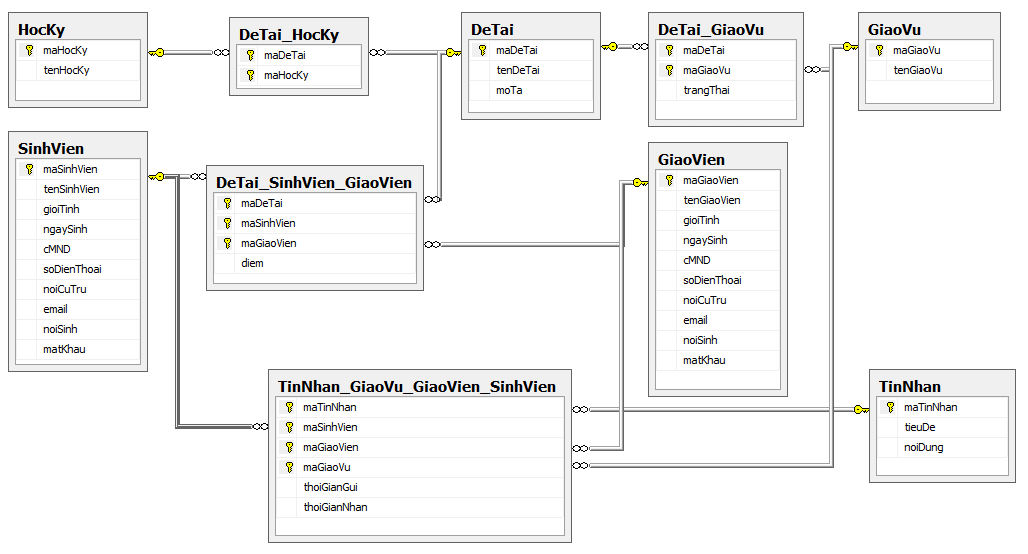 HocKy
maHocKy
tenHocKy
DeTai_HocKy
maDeTai
maHocKy
DeTai
maDeTai
tenDeTai
moTa
DeTai_GiaoVu
maDeTai
maGiaoVu
trangThai
GiaoVu
maGiaoVu
tenGiaoVu
SinhVien
maSinhVien
tenSinhVien
gioiTinh
ngaySinh
cMND
soDienThoai
noiCuTru
email
noiSinh
matKhau
DeTai_SinhVien_GiaoVien
maDeTai
maSinhVien
maGiaoVien
diem
GiaoVien
maGiaoVien
tenGiaoVien
gioiTinh
ngaySinh
cMND
soDienThoai
noiCuTru
email
noiSinh
matKhau
TinNhan_GiaoVu_GiaoVien_SinhVien
maTinNhan
maSinhVien
maGiaoVien
maGiaoVu
thoiGianGui
thoiGianNhan
TinNhan
maTinNhan
tieuDe
noiDung